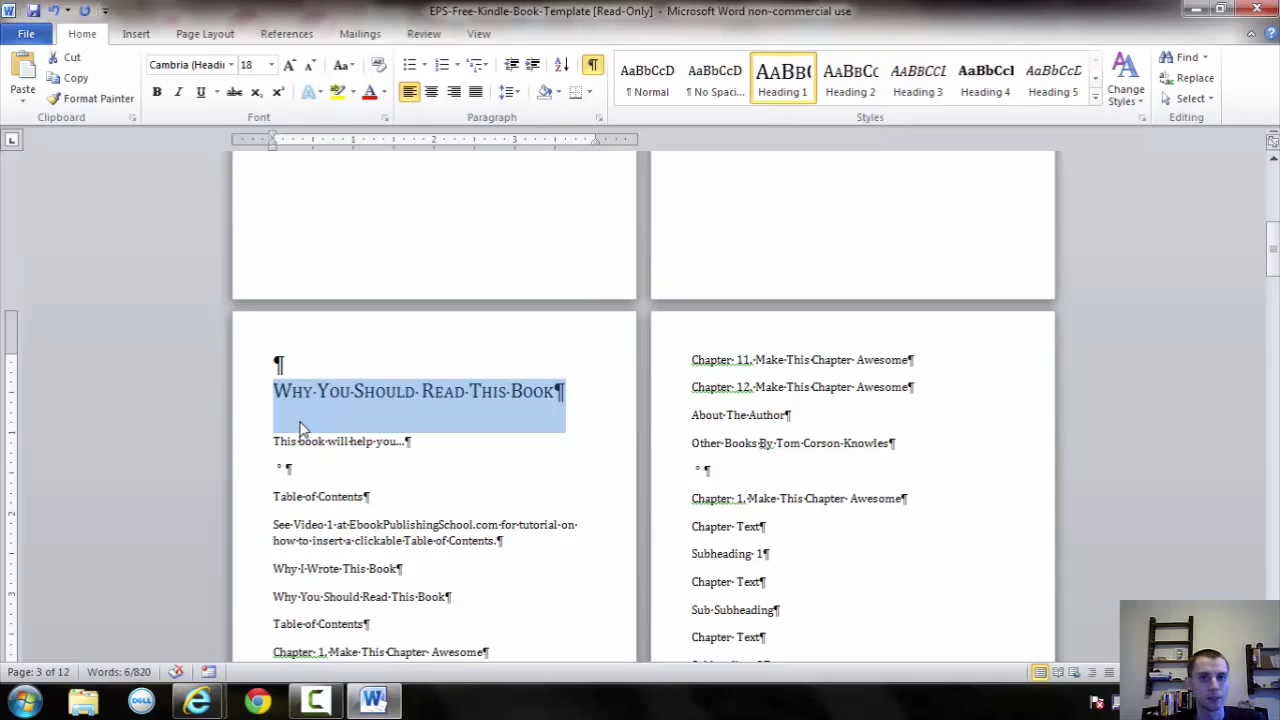 EPS-Free-Kindle-Book-Template [Read-Only] - Microsoft Word non-commercial use
File Home Insert Page Layout References Mailings Review View
Cut
Copy
Format Painter
Paste
Clipboard
Cambria (Headi 18
Font
Paragraph
AaBbCcD AaBbCcD AaBb( AaBbCc AaBbCcI AaBbCcI AaBbCcD
¶ Normal ¶ No Spaci... Heading 1 Heading 2 Heading 3 Heading 4 Heading 5
Change
Styles
Styles
Find
Replace
Select
Editing
1 2 3
¶
Why·You·Should·Read·This·Book¶
This·book·will·help·you...¶
°¶
Table·of·Contents¶
See·Video·1·at·EbookPublishingSchool.com·for·tutorial·on·
how·to·insert·a·clickable·Table·of·Contents.¶
Why·I·Wrote·This·Book¶
Why·You·Should·Read·This·Book¶
Table·of·Contents¶
Chapter·1.·Make·This·Chapter·Awesome¶
Chapter·11.·Make·This·Chapter·Awesome¶
Chapter·12.·Make·This·Chapter·Awesome¶
About·The·Author¶
Other·Books·By·Tom·Corson-Knowles¶
°¶
Chapter·1.·Make·This·Chapter·Awesome¶
Chapter·Text¶
Subheading·1¶
Chapter·Text¶
Sub-Subheading¶
Chapter·Text¶
Page: 3 of 12 Words: 6/820
DELL